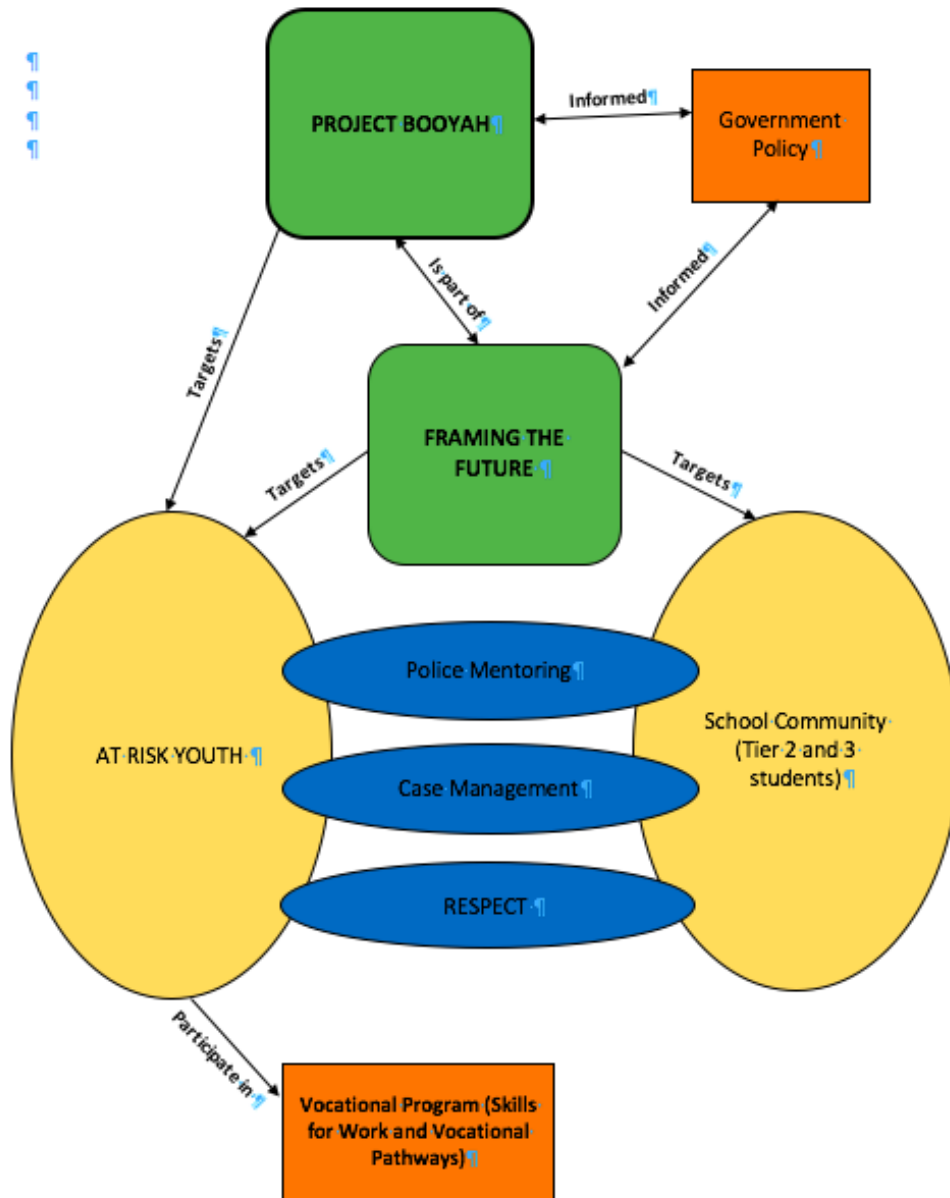 ¶
¶
¶
¶
PROJECT·BOOYAH¶
Informed¶
Government·
Policy¶
Is·part·of·¶
Informed¶
Targets¶
FRAMING·THE·
FUTURE·¶
Targets¶
Targets¶
Police·Mentoring¶
AT·RISK·YOUTH·¶
School·Community·
(Tier·2·and·3·
students)¶
Case·Management¶
RESPECT·¶
Participate·in·¶
Vocational·Program·(Skills·
for·Work·and·Vocational·
Pathways)¶